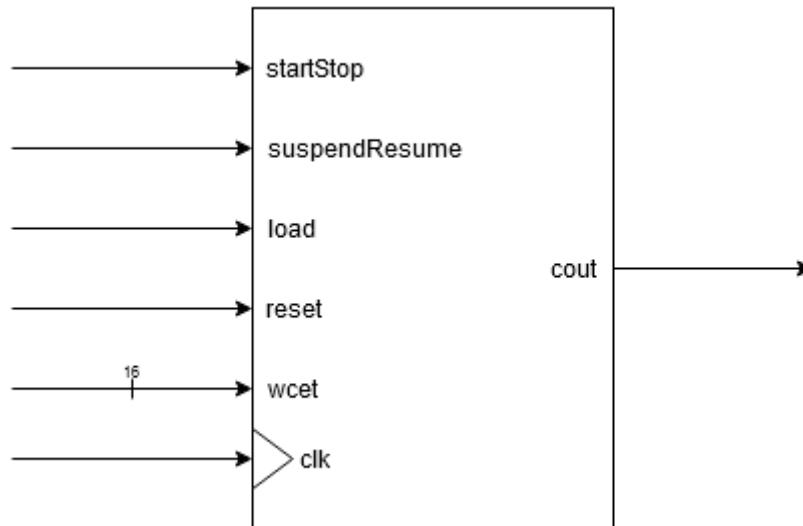 startStop
suspendResume
load
cout
reset
16
wcet
clk